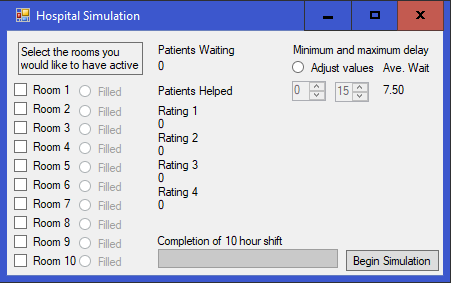 Hospital Simulation
Select the rooms you
would like to have active
Room 1 Filled
Room 2 Filled
Room 3 Filled
Room 4 Filled
Room 5 Filled
Room 6 Filled
Room 7 Filled
Room 8 Filled
Room 9 Filled
Room 10 Filled
Patients Waiting
0
Patients Helped
Rating 1
0
Rating 2
0
Rating 3
0
Rating 4
0
Completion of 10 hour shift
Minimum and maximum delay
Adjust values Ave. Wait
0 15 7.50
Begin Simulation